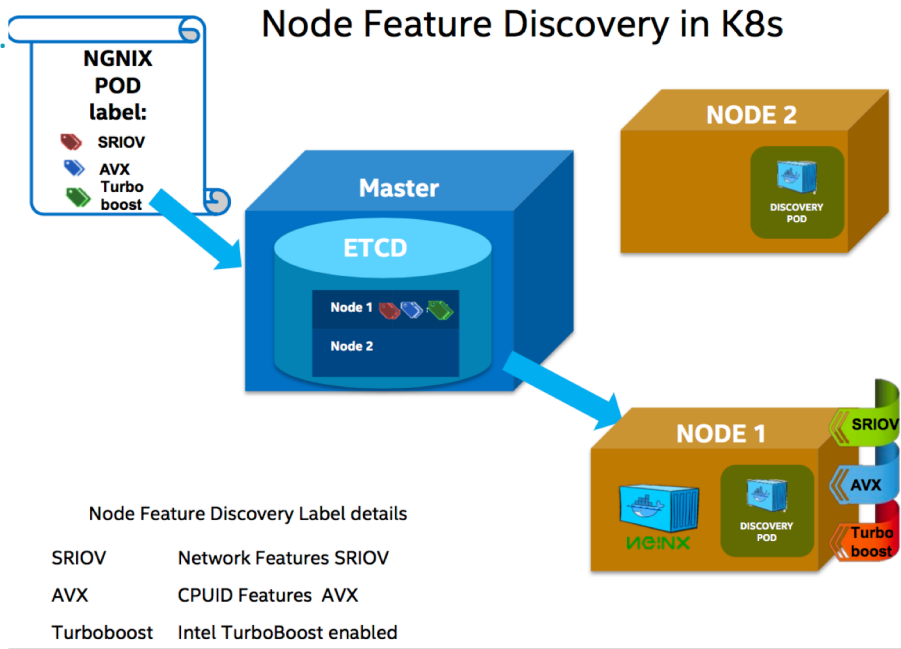 Node Feature Discovery in K8s
NGNIX
POD
label:
SRIOV
AVX
Turbo
boost
Master
ETCD
Node 1
Node 2
NODE 2
DISCOVERY
POD
NODE 1
NGINX
DISCOVERY
POD
SRIOV
AVX
Turbo
boost
Node Feature Discovery Label details
SRIOV Network Features SRIOV
AVX CPUID Features AVX
Turboboost Intel TurboBoost enabled